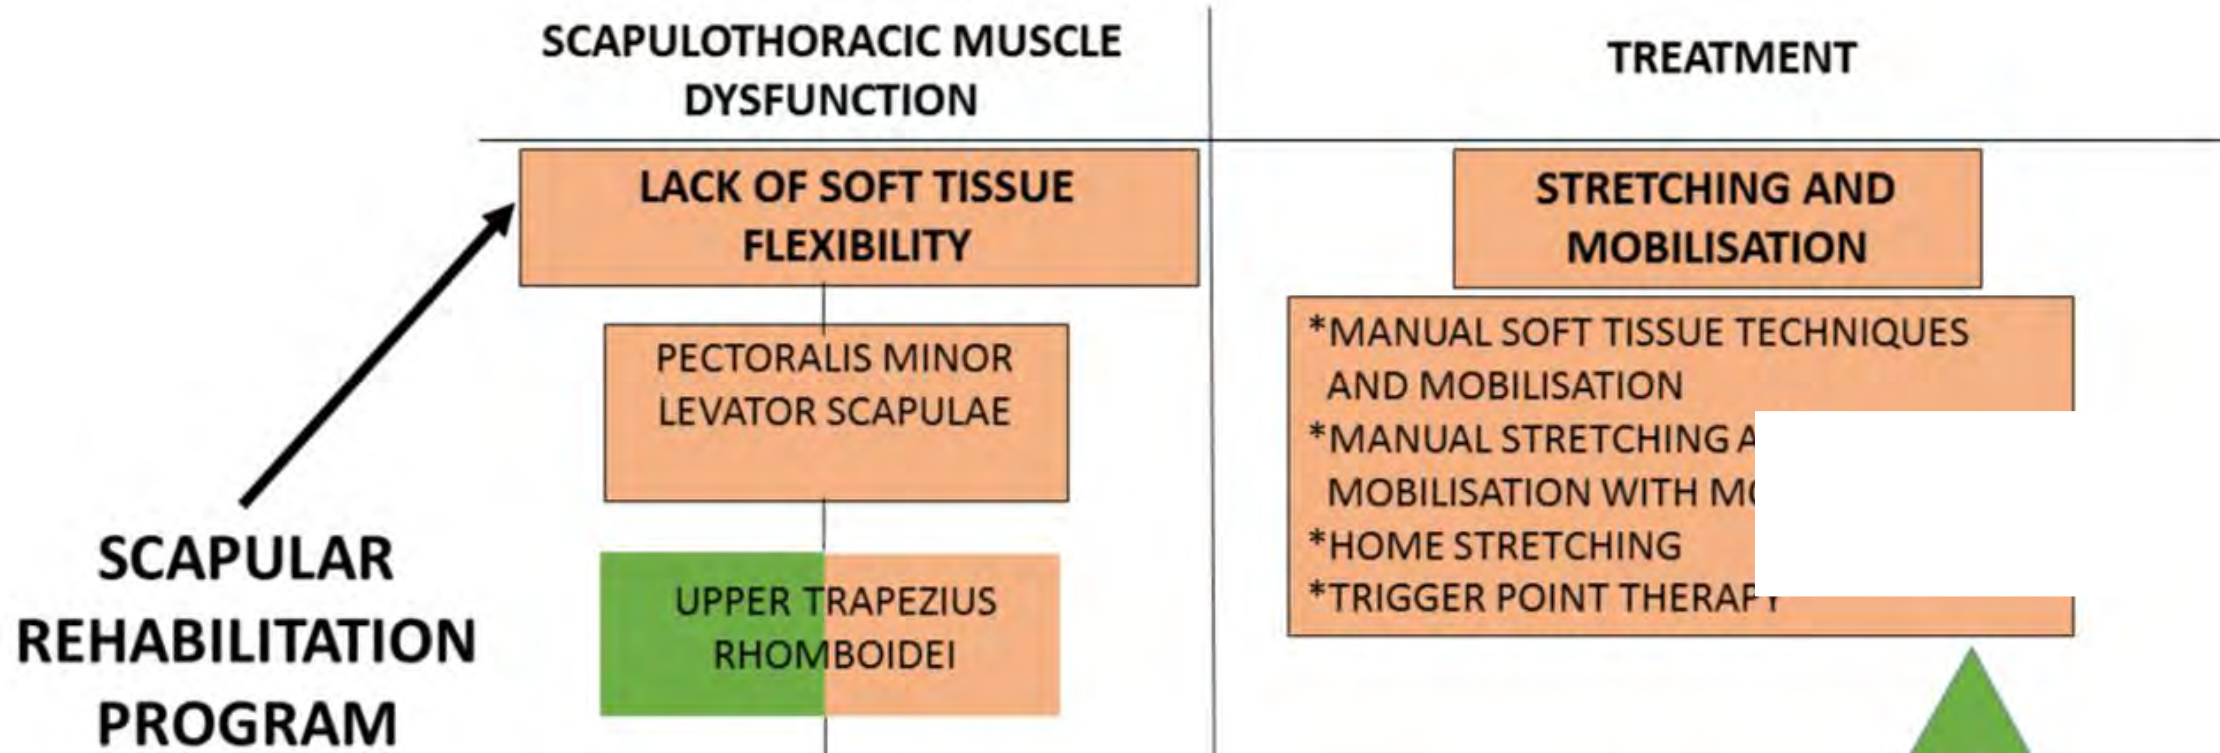 SCAPULOTHORACIC MUSCLE
DYSFUNCTION
TREATMENT
LACK OF SOFT TISSUE
FLEXIBILITY
STRETCHING AND
MOBILISATION
PECTORALIS MINOR
LEVATOR SCAPULAE
*MANUAL SOFT TISSUE TECHNIQUES
AND MOBILISATION
*MANUAL STRETCHING
MOBILISATION WITH
*HOME STRETCHING
*TRIGGER POINT THERAPY
UPPER TRAPEZIUS
RHOMBOIDEI
SCAPULAR
REHABILITATION
PROGRAM